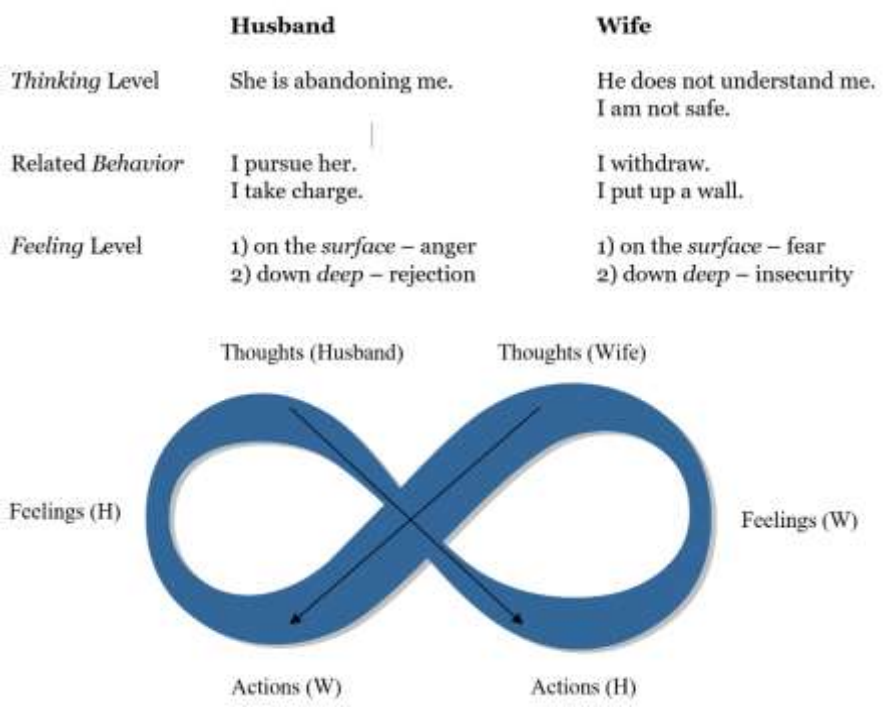 Husband Wife
Thinking Level She is abandoning me. He does not understand me.
I am not safe.
Related Behavior I pursue her. I withdraw.
I take charge. I put up a wall.
Feeling Level 1) on the surface – anger 1) on the surface – fear
2) down deep – rejection 2) down deep – insecurity
Thoughts (Husband) Thoughts (Wife)
Feelings (H)
Feelings (W)
Actions (W) Actions (H)